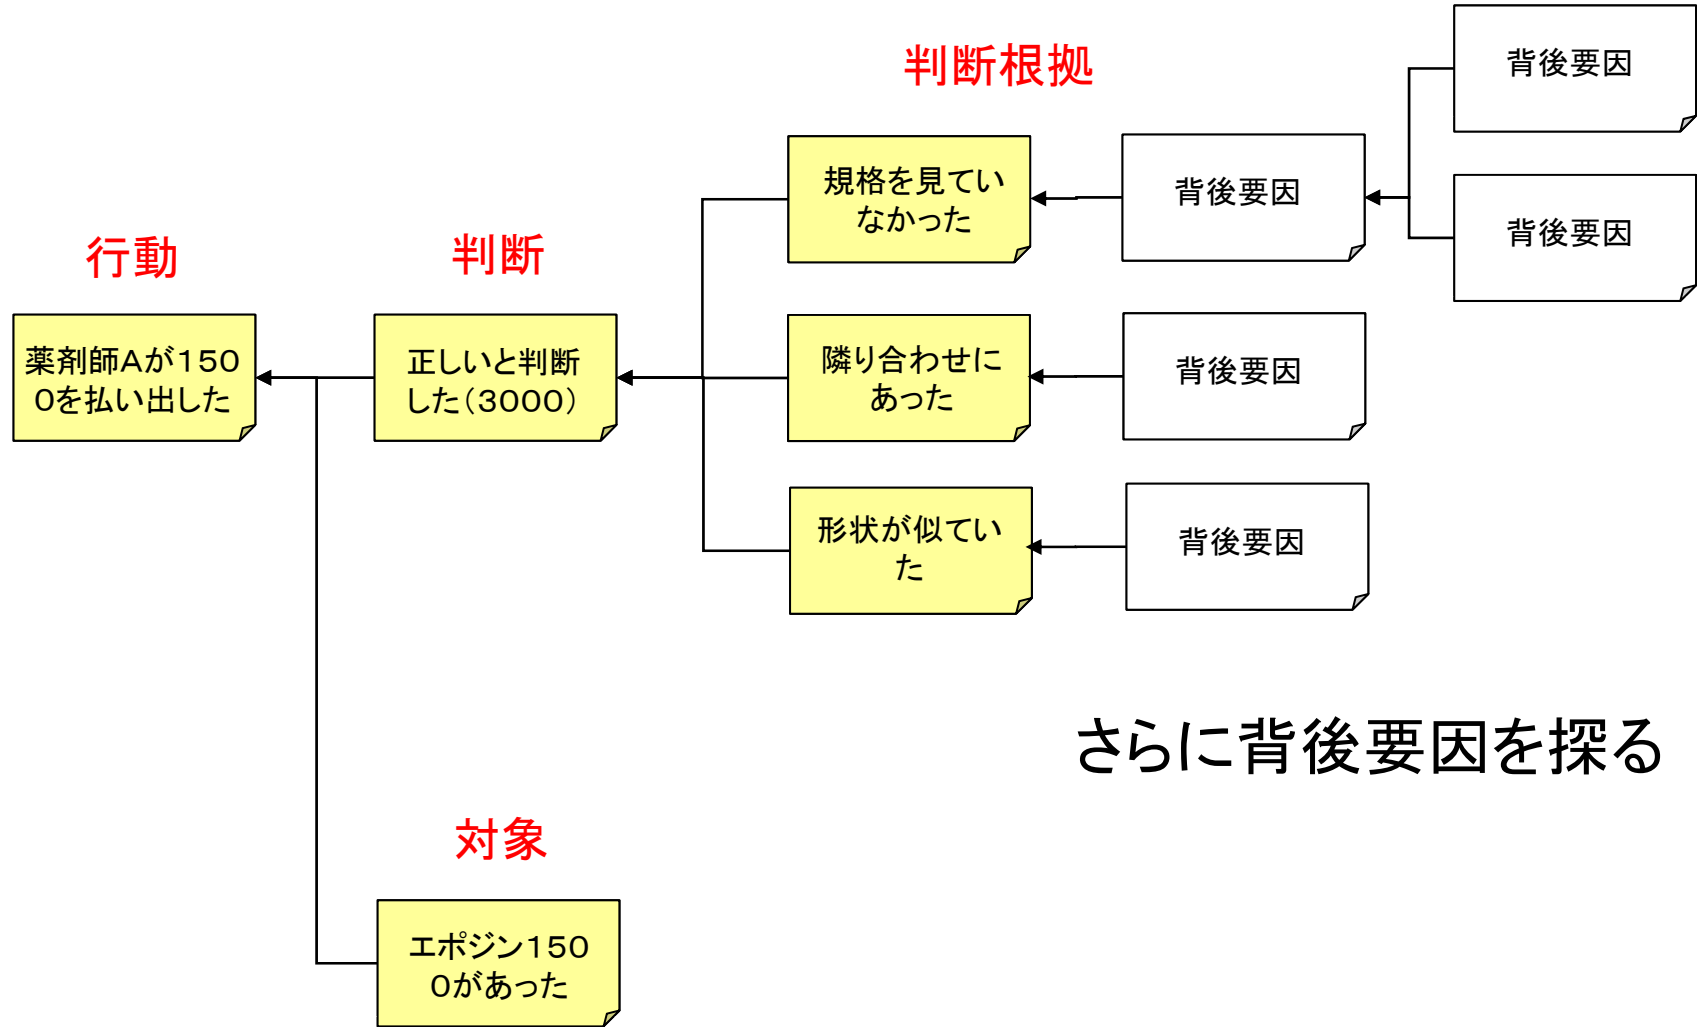 判断根拠
背後要因
規格を見てい
なかった
背後要因
背後要因
行動
判断
薬剤師Aが150
0を払い出した
正しいと判断
した(3000)
隣り合わせに
あった
背後要因
形状が似てい
た
背後要因
さらに背後要因を探る
対象
エポジン150
0があった